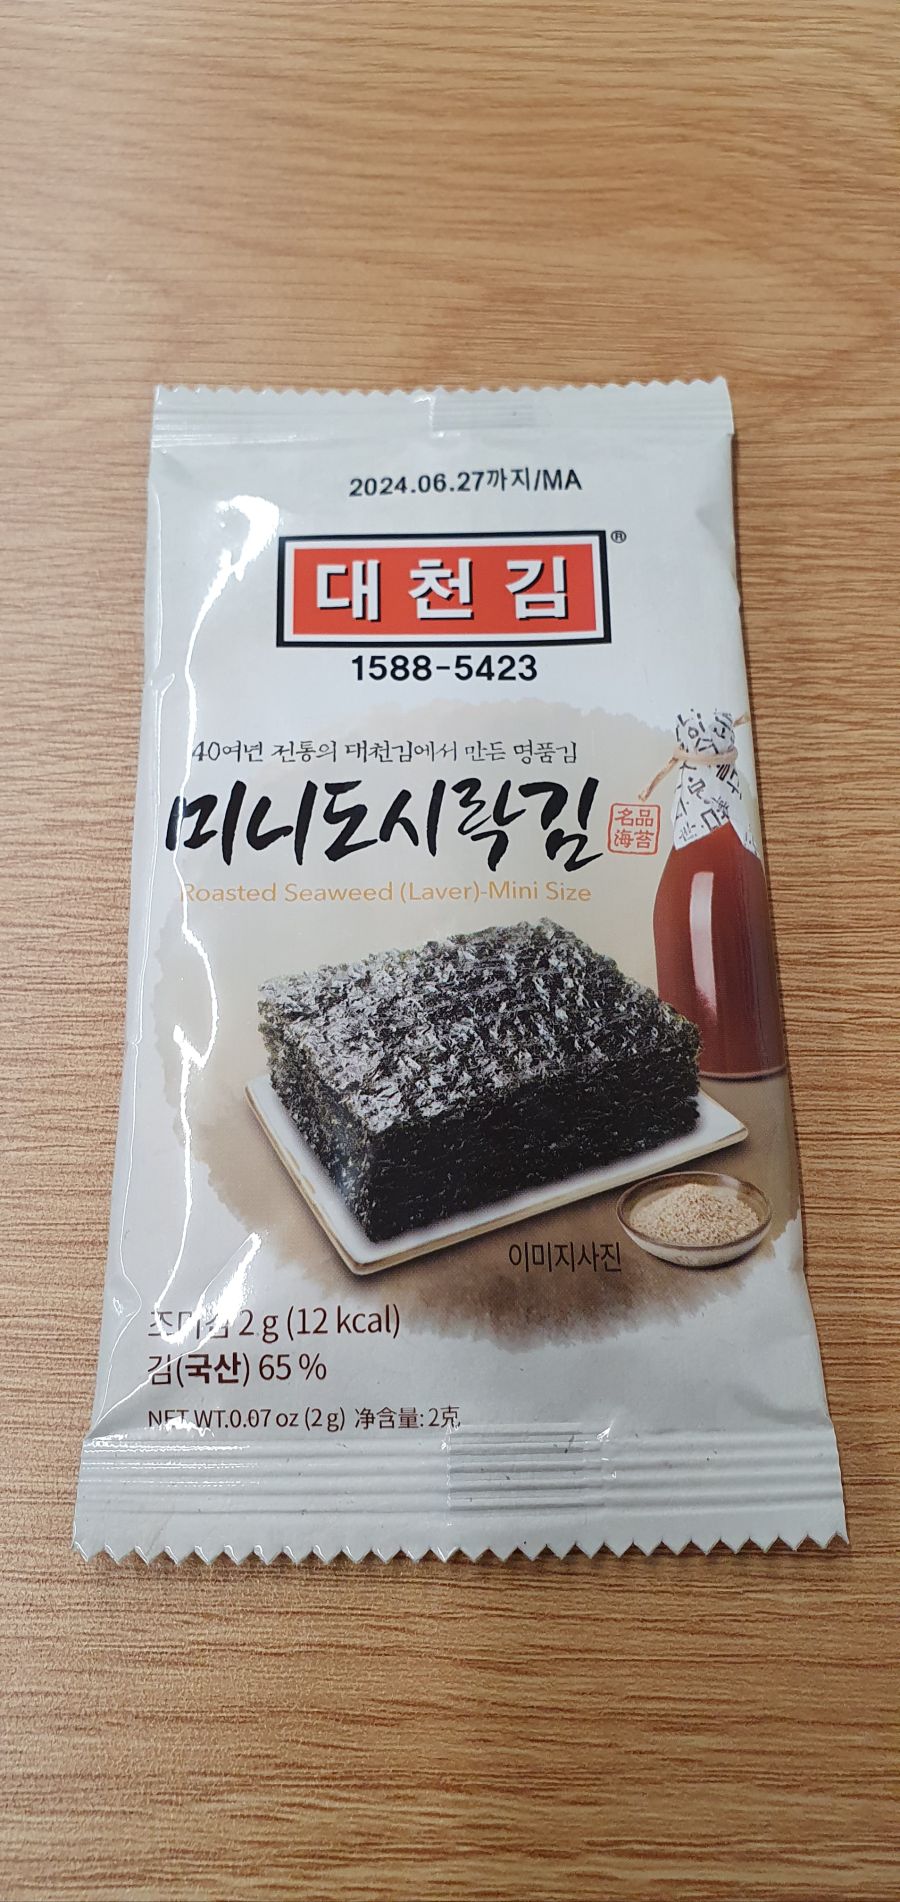 2024.06.27까지/MA
대천김®
1588-5423
40여년 전통의 대천김에서 만든 명품김
미니도시락김
名品
海苔
Roasted Seaweed (Laver)-Mini Size
이미지사진
조미김 2 g (12 kcal)
김(국산) 65 %
NET WT.0.07 oz (2 g) 净含量: 2克